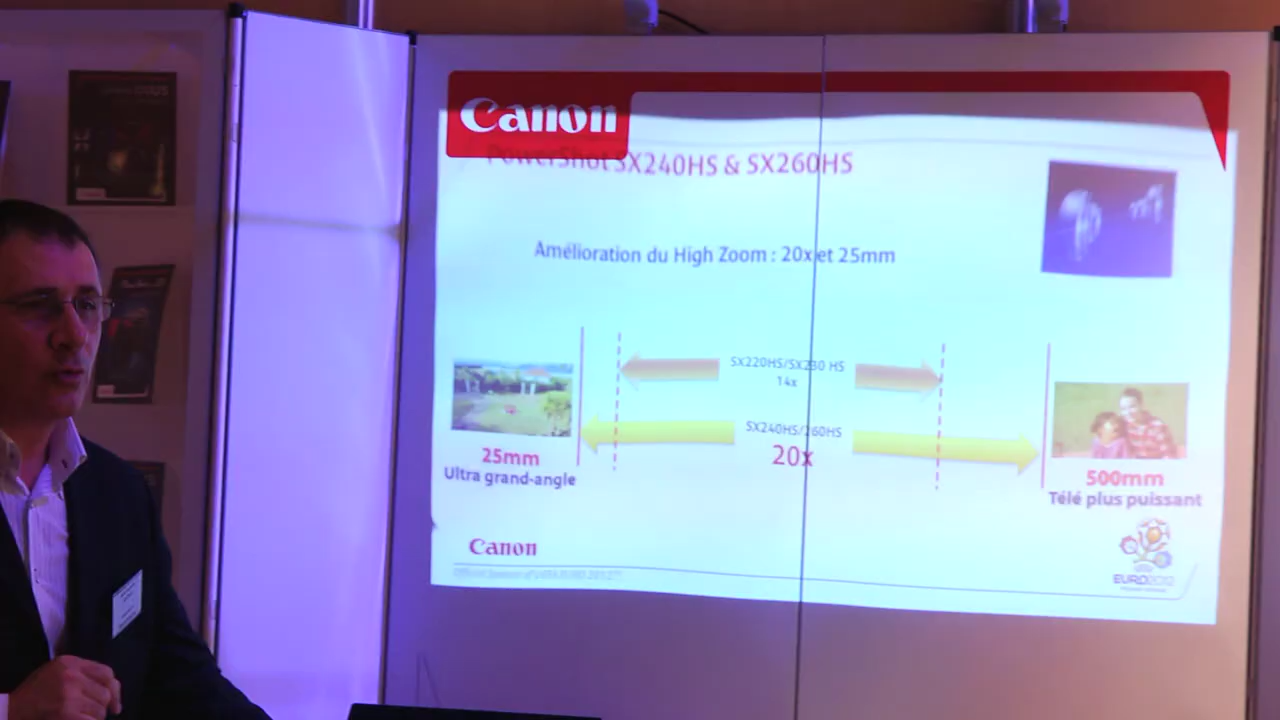 Canon
PowerShot SX240HS & SX260HS
Amélioration du High Zoom : 20x et 25mm
SX220HS/SX230 HS
14x
SX240HS/260HS
20x
25mm
Ultra grand-angle
500mm
Télé plus puissant
Canon
EURO2012